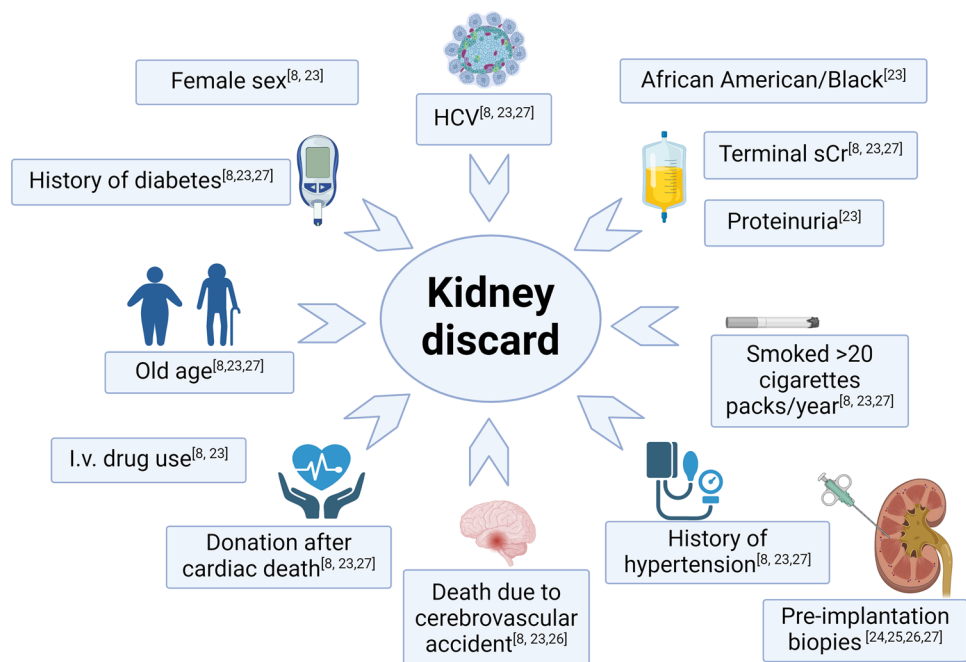 Female sex[8, 23]
HCV[8, 23,27]
African American/Black[23]
History of diabetes[8,23,27]
Terminal sCr[8, 23,27]
Proteinuria[23]
Kidney
discard
Old age[8,23,27]
Smoked >20
cigarettes
packs/year[8, 23,27]
I.v. drug use[8, 23]
Donation after
cardiac death[8, 23,27]
Death due to
cerebrovascular
accident[8, 23,26]
History of
hypertension[8, 23,27]
Pre-implantation
biopies [24,25,26,27]